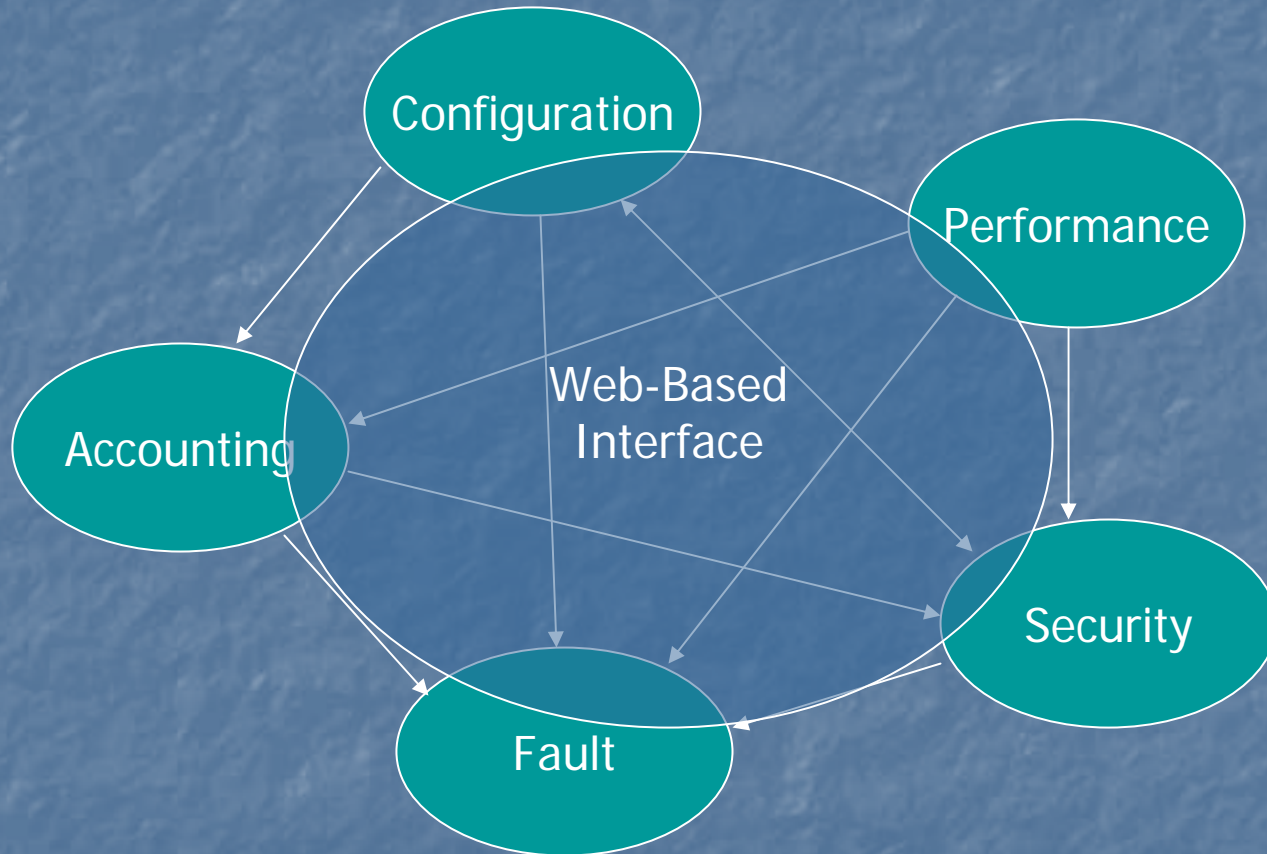 Configuration
Performance
Web-Based
Interface
Accounting
Security
Fault